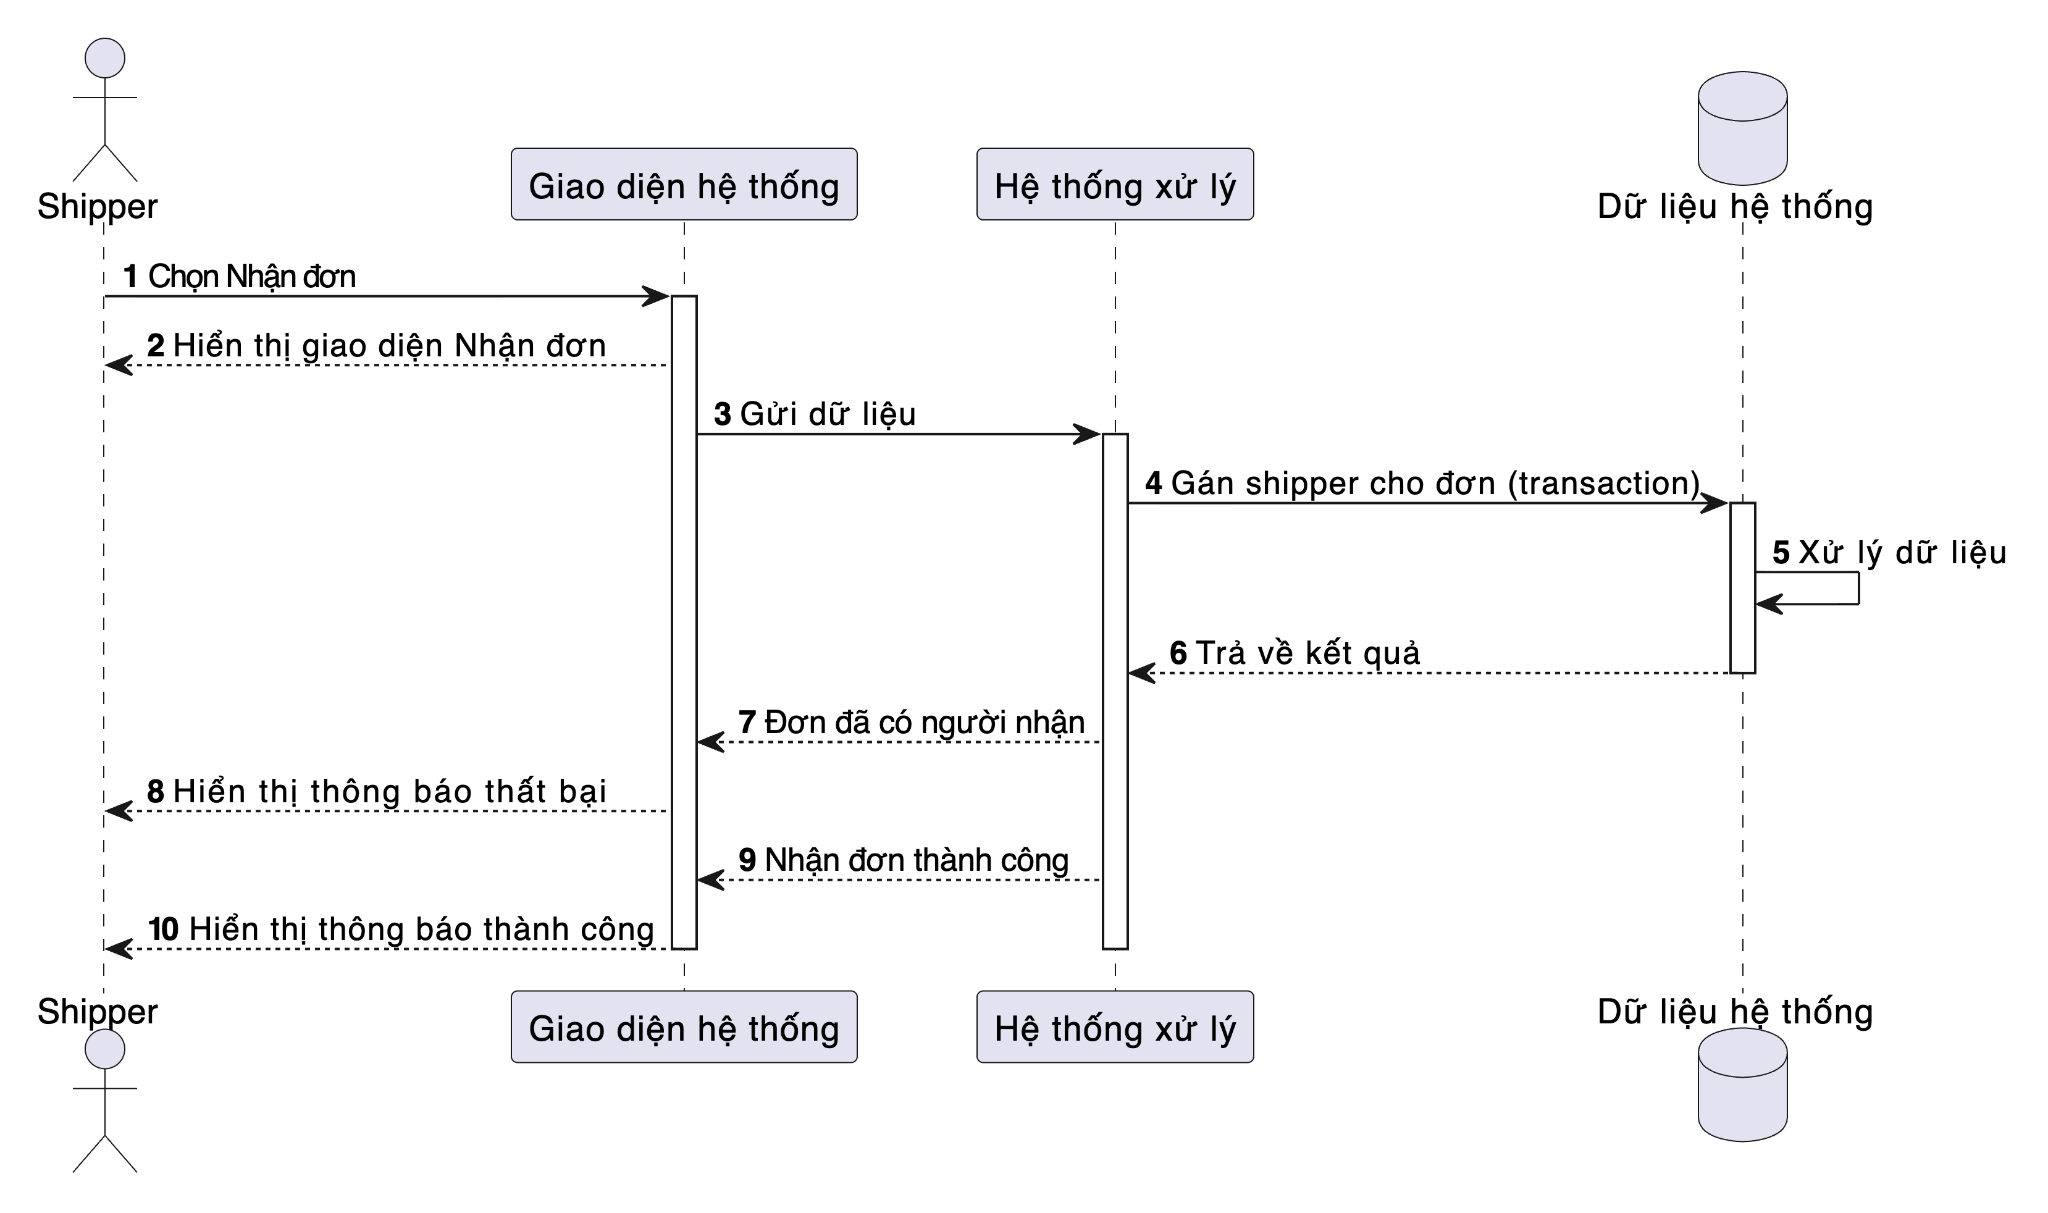 Shipper
Giao diện hệ thống
Hệ thống xử lý
Dữ liệu hệ thống
1 Chọn Nhận đơn
2 Hiển thị giao diện Nhận đơn
3 Gửi dữ liệu
4 Gán shipper cho đơn (transaction)
5 Xử lý dữ liệu
6 Trả về kết quả
7 Đơn đã có người nhận
8 Hiển thị thông báo thất bại
9 Nhận đơn thành công
10 Hiển thị thông báo thành công
Shipper
Giao diện hệ thống
Hệ thống xử lý
Dữ liệu hệ thống